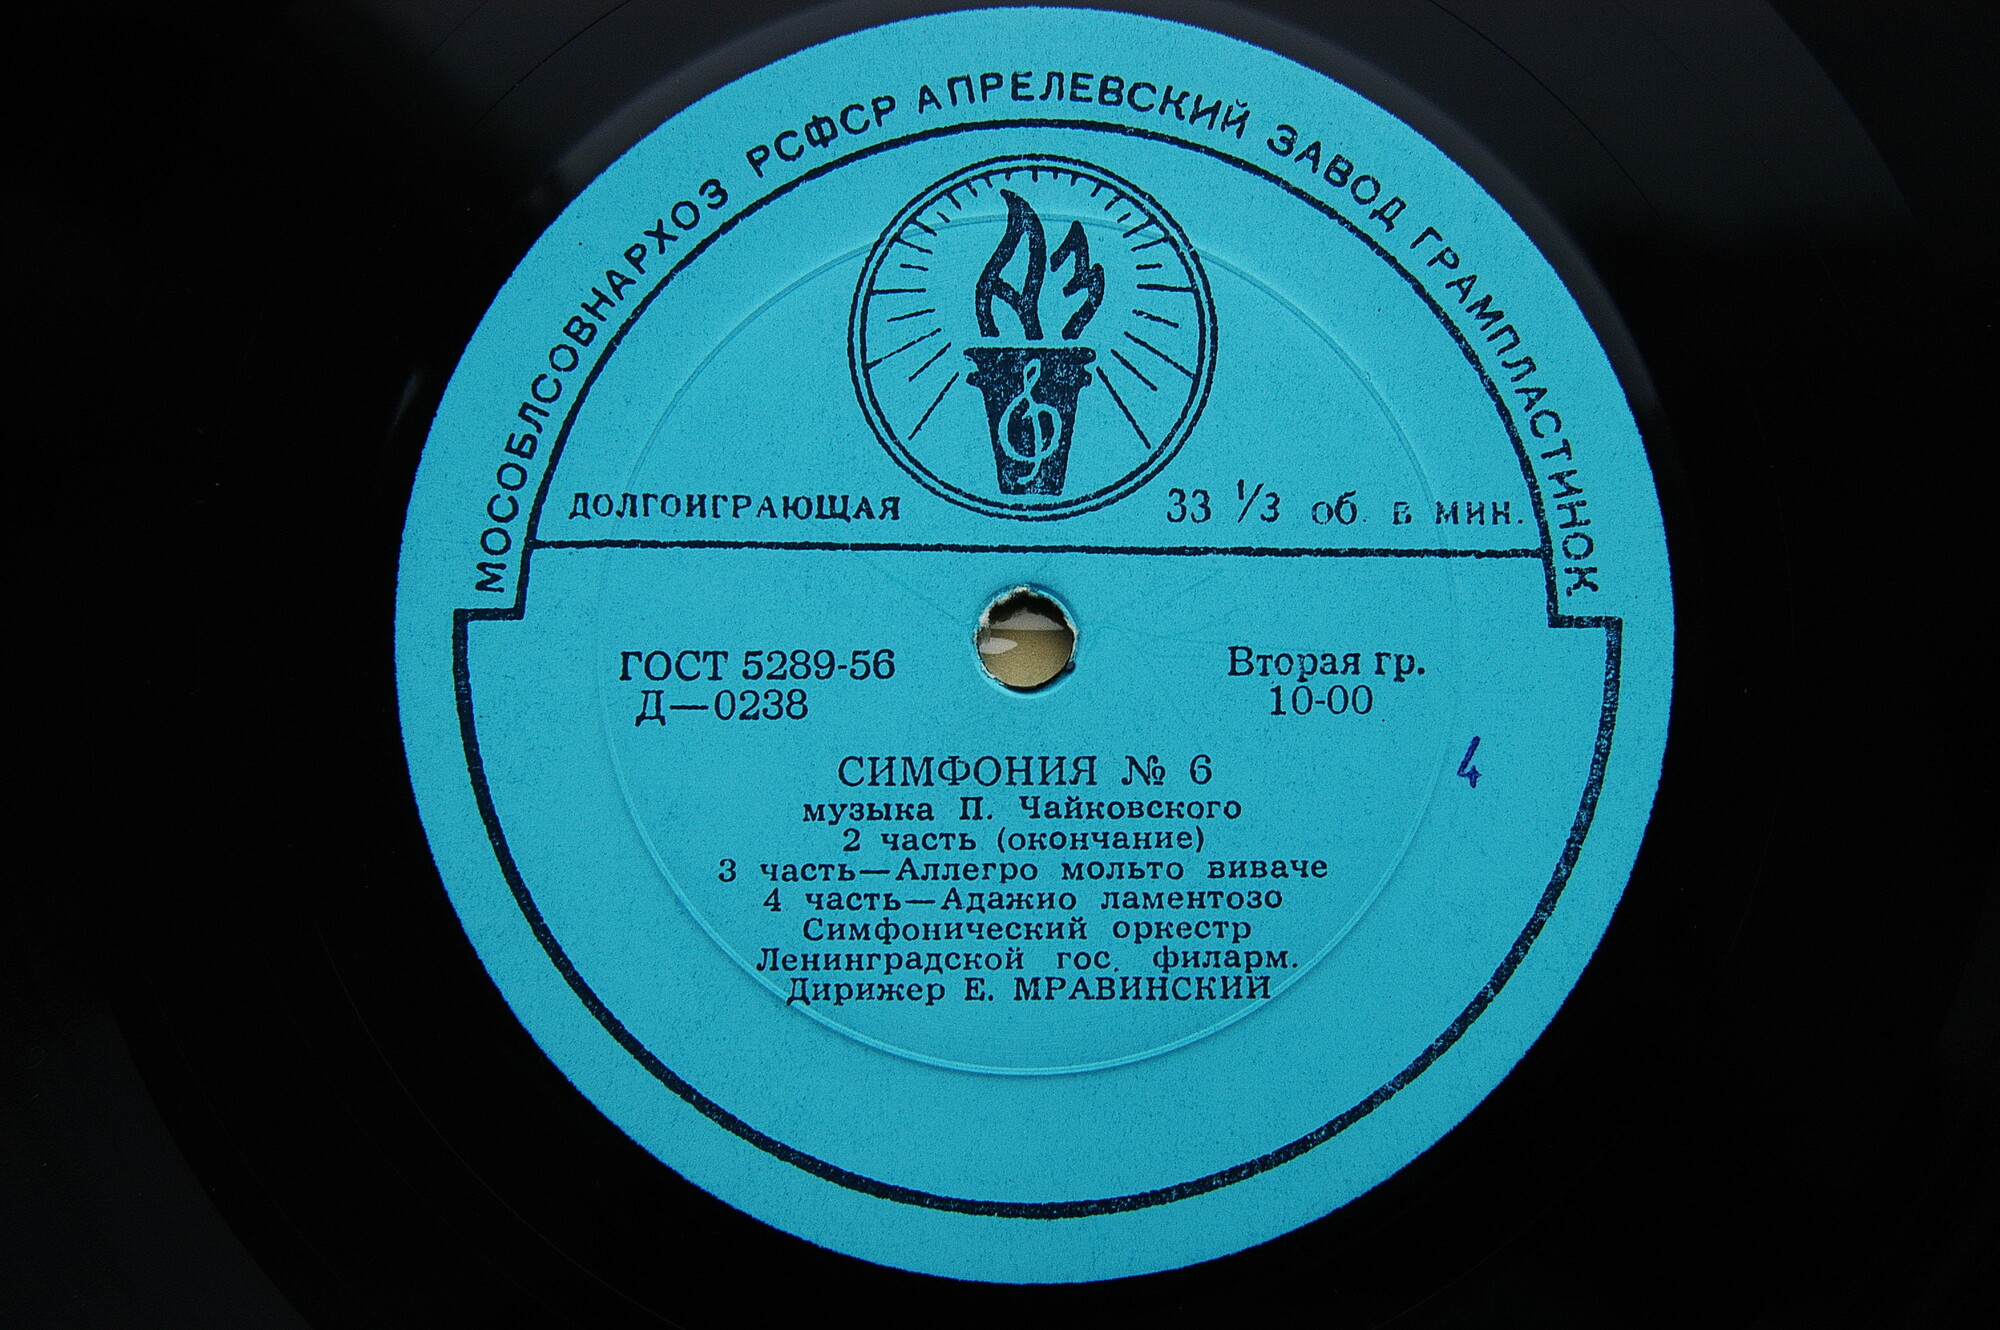 МОСОБЛСОВНАРХОЗ РСФСР АПРЕЛЕВСКИЙ ЗАВОД ГРАМПЛАСТИНОК
АЗ
ДОЛГОИГРАЮЩАЯ 33 1/3 об. в мин.
ГОСТ 5289-56 Вторая гр.
Д—0238 10-00
4
СИМФОНИЯ № 6
музыка П. Чайковского
2 часть (окончание)
3 часть—Аллегро мольто виваче
4 часть—Адажио ламентозо
Симфонический оркестр
Ленинградской гос. филарм.
Дирижер Е. МРАВИНСКИЙ